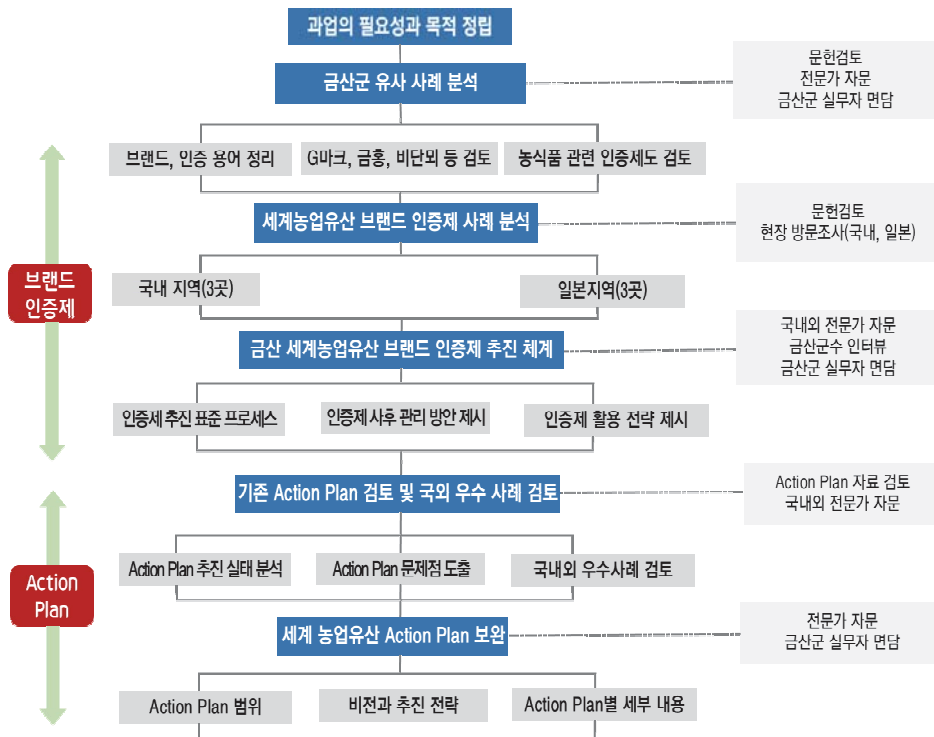 과업의 필요성과 목적 정립
금산군 유사 사례 분석
문헌검토
전문가 자문
금산군 실무자 면담
브랜드, 인증 용어 정리
G마크, 금홍, 비단뫼 등 검토
농식품 관련 인증제도 검토
세계농업유산 브랜드 인증제 사례 분석
문헌검토
현장 방문조사(국내, 일본)
브랜드
인증제
국내 지역(3곳)
일본지역(3곳)
금산 세계농업유산 브랜드 인증제 추진 체계
국내외 전문가 자문
금산군수 인터뷰
금산군 실무자 면담
인증세 추진 표준 프로세스
인증제 사후 관리 방안 제시
인증제 활용 전략 제시
기존 Action Plan 검토 및 국외 우수 사례 검토
Action Plan 자료 검토
국내외 전문가 자문
Action Plan 추진 실태 분석
Action Plan 문제점 도출
국내외 우수사례 검토
Action
Plan
세계 농업유산 Action Plan 보완
전문가 자문
금산군 실무자 면담
Action Plan 범위
비전과 추진 전략
Action Plan별 세부 내용